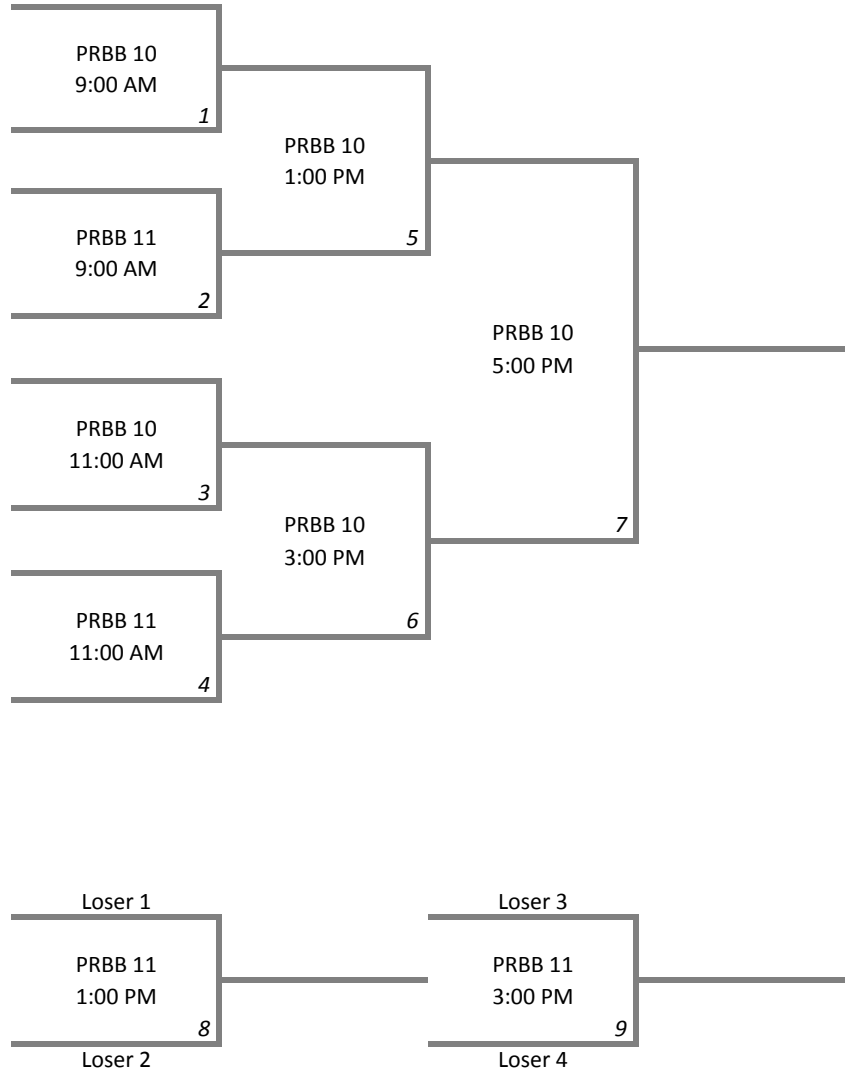 PRBB 10
9:00 AM
1
PRBB 10
1:00 PM
5
PRBB 11
9:00 AM
2
PRBB 10
5:00 PM
7
PRBB 10
11:00 AM
3
PRBB 10
3:00 PM
6
PRBB 11
11:00 AM
4
Loser 1
PRBB 11
1:00 PM
8
Loser 2
Loser 3
PRBB 11
3:00 PM
9
Loser 4